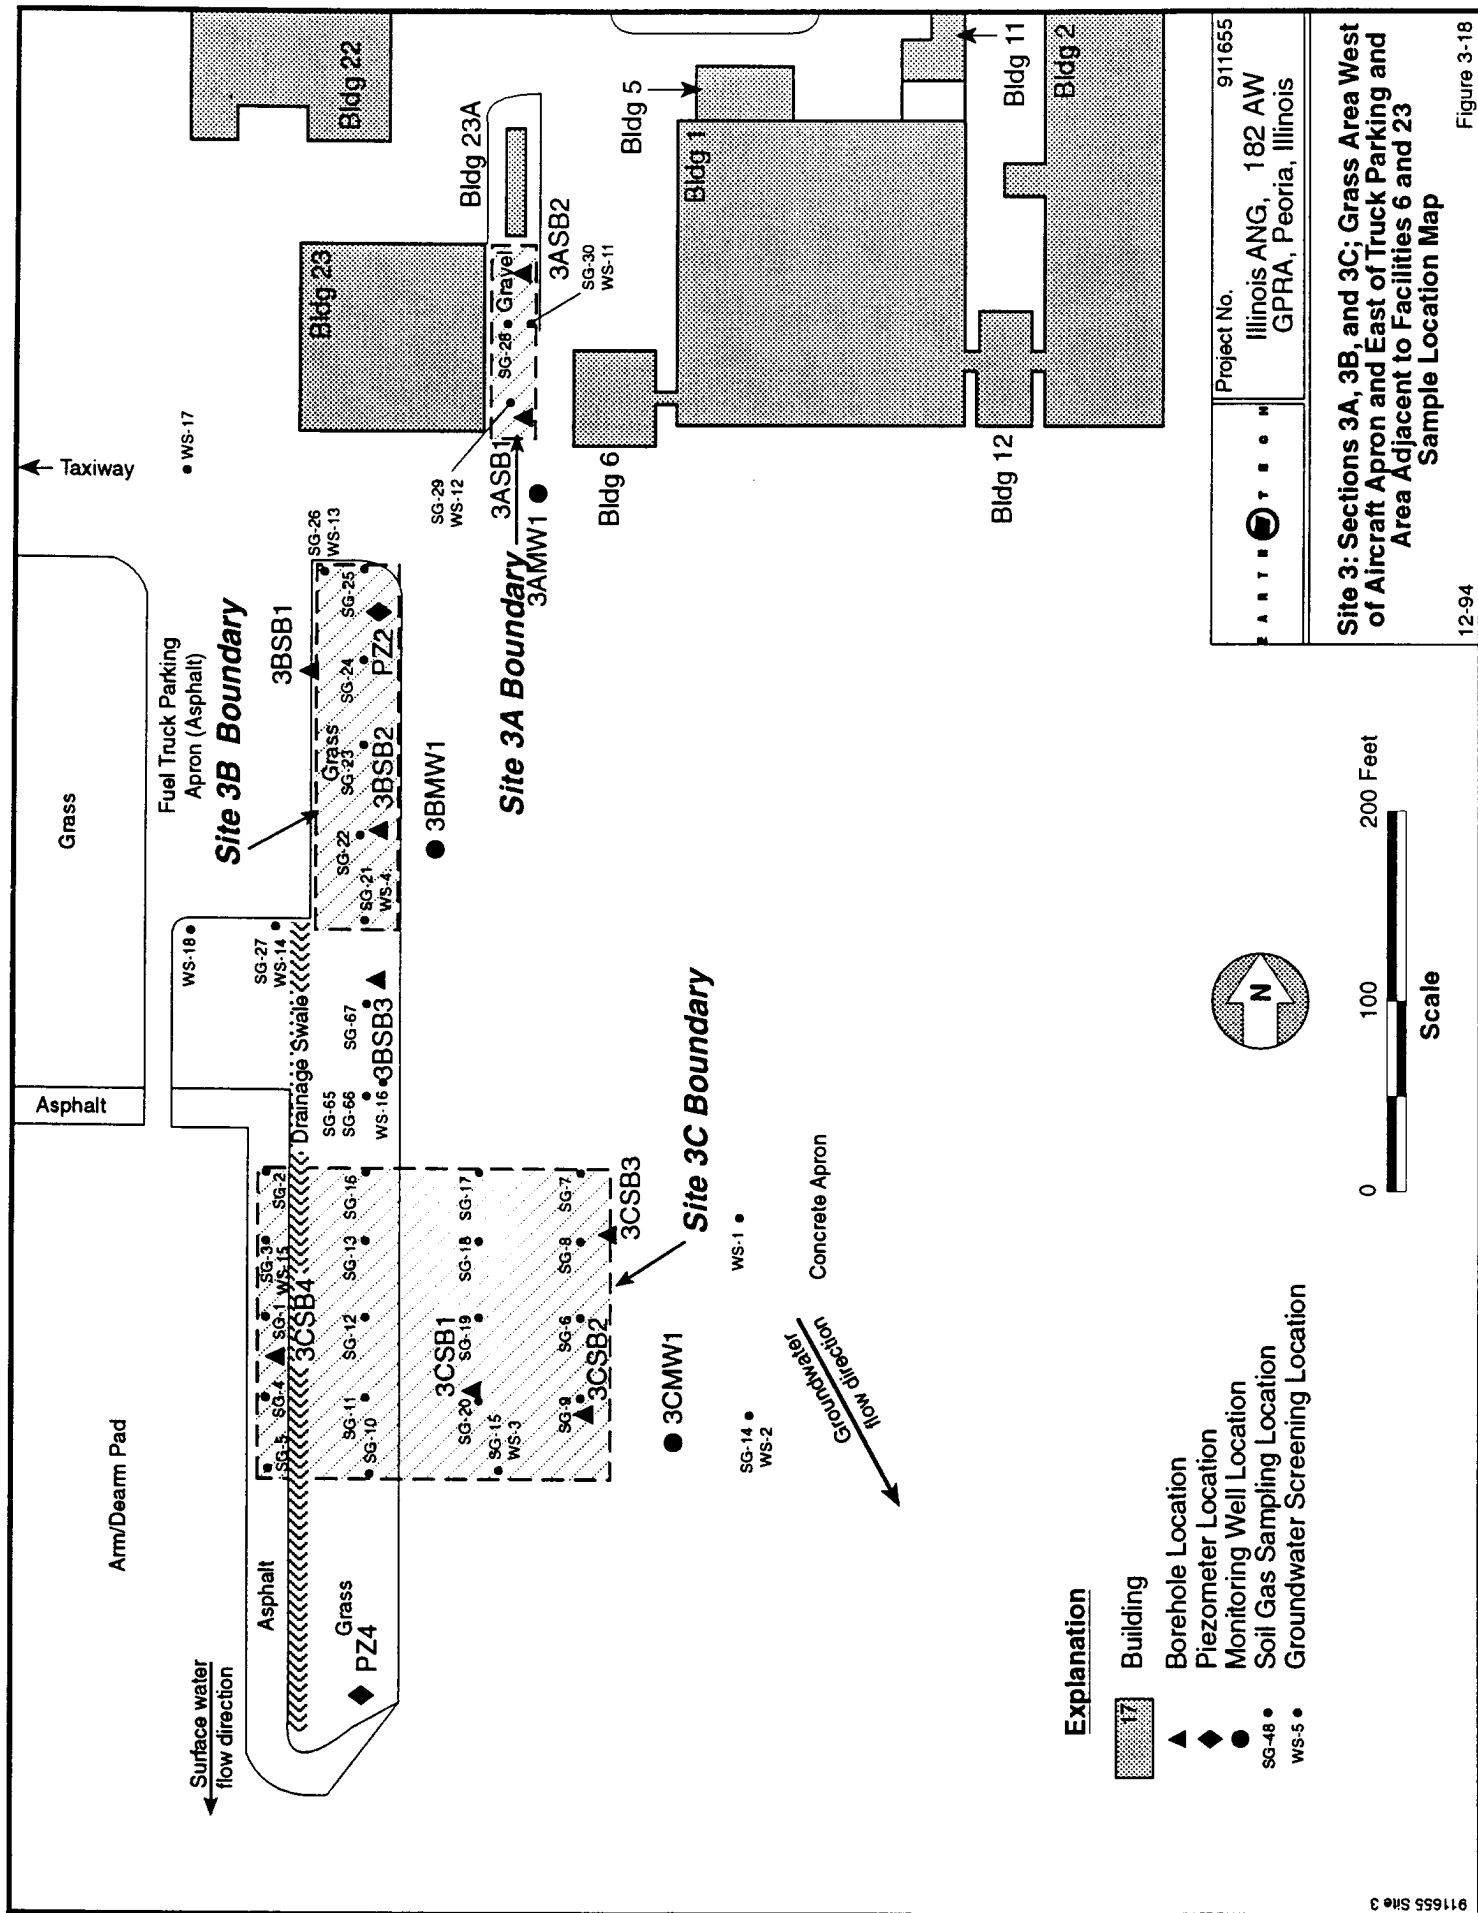 Surface water
flow direction
Arm/Dearm Pad
Asphalt
Grass
Taxiway
WS-17
Bldg 22
Asphalt
Grass
PZ4
Drainage Swale
WS-18
SG-27
WS-14
Fuel Truck Parking
Apron (Asphalt)
Site 3B Boundary
3BSB1
SG-26
WS-13
Bldg 23
Bldg 23A
SG-5
SG-4
SG-1
SG-3
SG-2
WS-15
3CSB4
SG-10
SG-11
SG-12
SG-13
SG-16
SG-65
SG-66
WS-16
SG-67
3BSB3
SG-21
WS-4
SG-22
3BSB2
SG-23
Grass
SG-24
PZ2
SG-25
SG-29
WS-12
3ASB1
SG-28
Gravel
3ASB2
SG-30
WS-11
3AMW1
Site 3A Boundary
3BMW1
SG-15
WS-3
SG-20
3CSB1
SG-19
SG-18
SG-17
SG-9
3CSB2
SG-6
SG-8
SG-7
3CSB3
Site 3C Boundary
3CMW1
SG-14
WS-2
WS-1
Concrete Apron
Groundwater
flow direction
Bldg 6
Bldg 5
Bldg 1
Bldg 11
Bldg 12
Bldg 2
Explanation
17 Building
Borehole Location
Piezometer Location
Monitoring Well Location
SG-48 Soil Gas Sampling Location
WS-5 Groundwater Screening Location
N
0 100 200 Feet
Scale
EARTH TECH
Project No. 911655
Illinois ANG, 182 AW
GPRA, Peoria, Illinois
Site 3: Sections 3A, 3B, and 3C; Grass Area West
of Aircraft Apron and East of Truck Parking and
Area Adjacent to Facilities 6 and 23
Sample Location Map
12-94 Figure 3-18
911655 Site 3